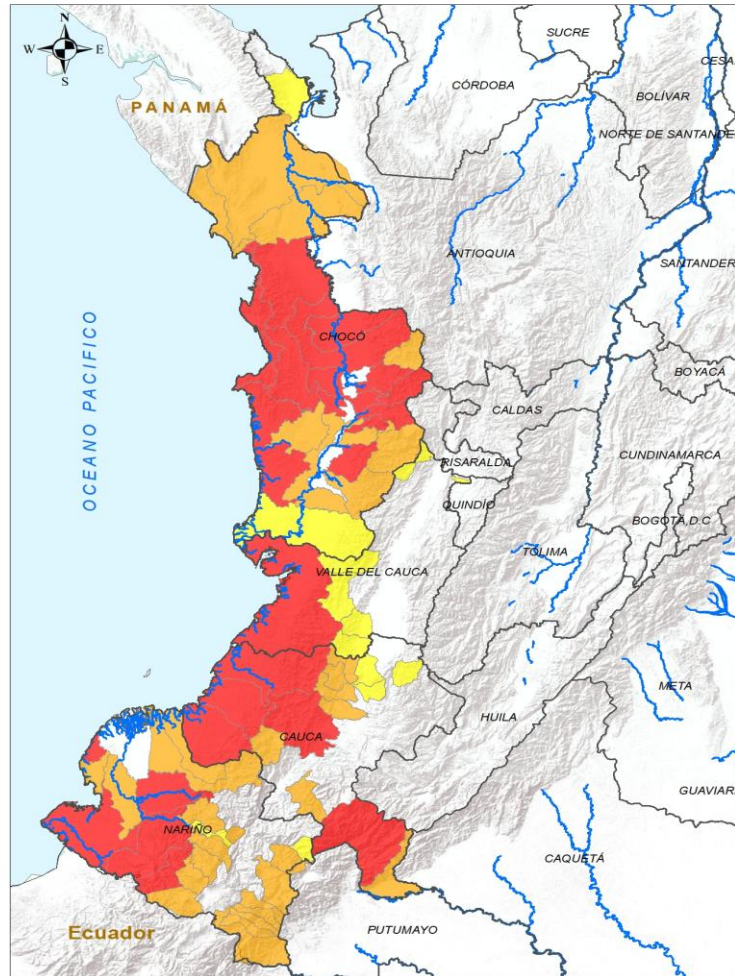 N
W E
S
SUCRE
CESA
CÓRDOBA
BOLÍVAR
PANAMÁ
NORTE DE SANTANDE
ANTIOQUIA
SANTANDER
OCEANO PACIFICO
CHOCÓ
BOYACÁ
CALDAS
CUNDINAMARCA
RISARALDA
QUINDÍO
BOGOTÁ,D.C
TOLIMA
VALLE DEL CAUCA
META
HUILA
CAUCA
GUAVIAR
NARIÑO
CAQUETÁ
PUTUMAYO
Ecuador